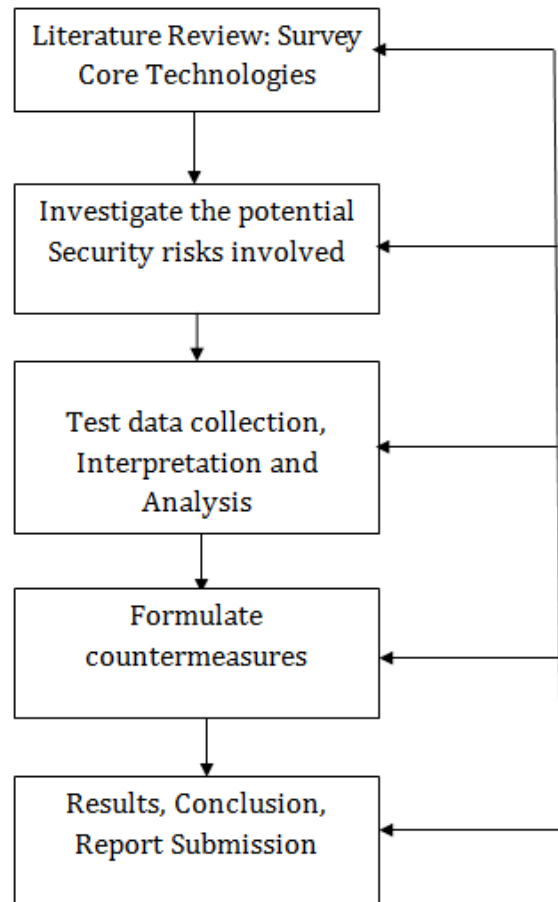 Literature Review: Survey
Core Technologies
Investigate the potential
Security risks involved
Test data collection,
Interpretation and
Analysis
Formulate
countermeasures
Results, Conclusion,
Report Submission